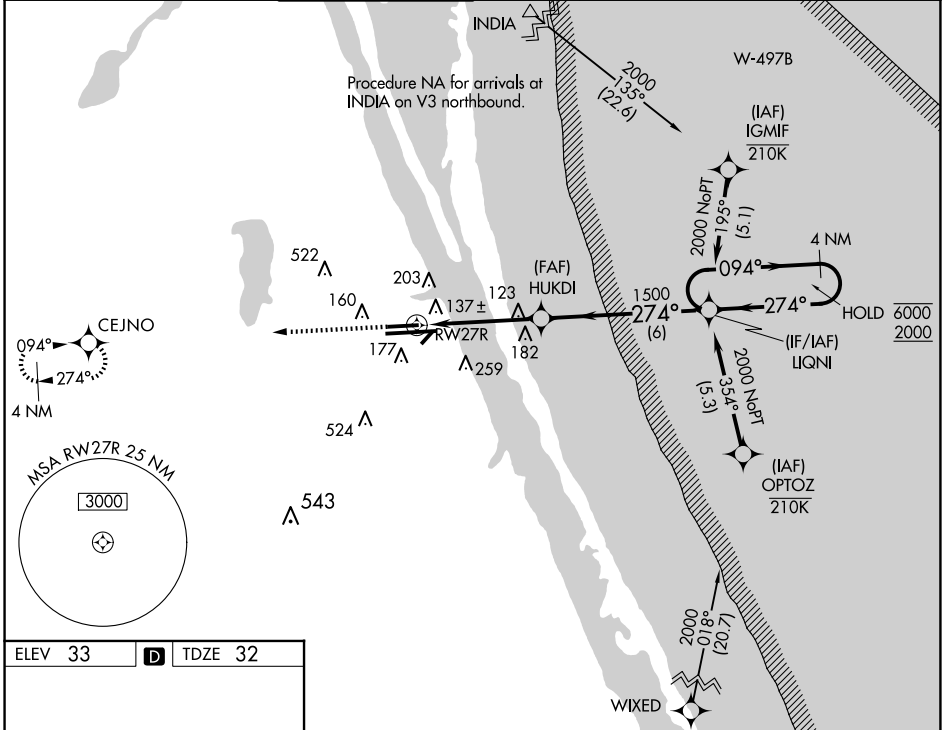 INDIA
W-497B
2000
135°
(22.6)
Procedure NA for arrivals at
INDIA on V3 northbound.
(IAF)
IGMIF
210K
2000 NoPT
195°
(5.1)
4 NM
094°
522
203
(FAF)
HUKDI
160
137±
123
1500
274°
(6)
274°
HOLD
6000
2000
CEJNO
094°
274°
4 NM
RW27R
182
177
259
(IF/IAF)
LIQNI
2000 NoPT
354°
(5.3)
524
(IAF)
OPTOZ
210K
MSA RW27R 25 NM
3000
543
2000
018°
(20.7)
ELEV 33
D
TDZE 32
WIXED